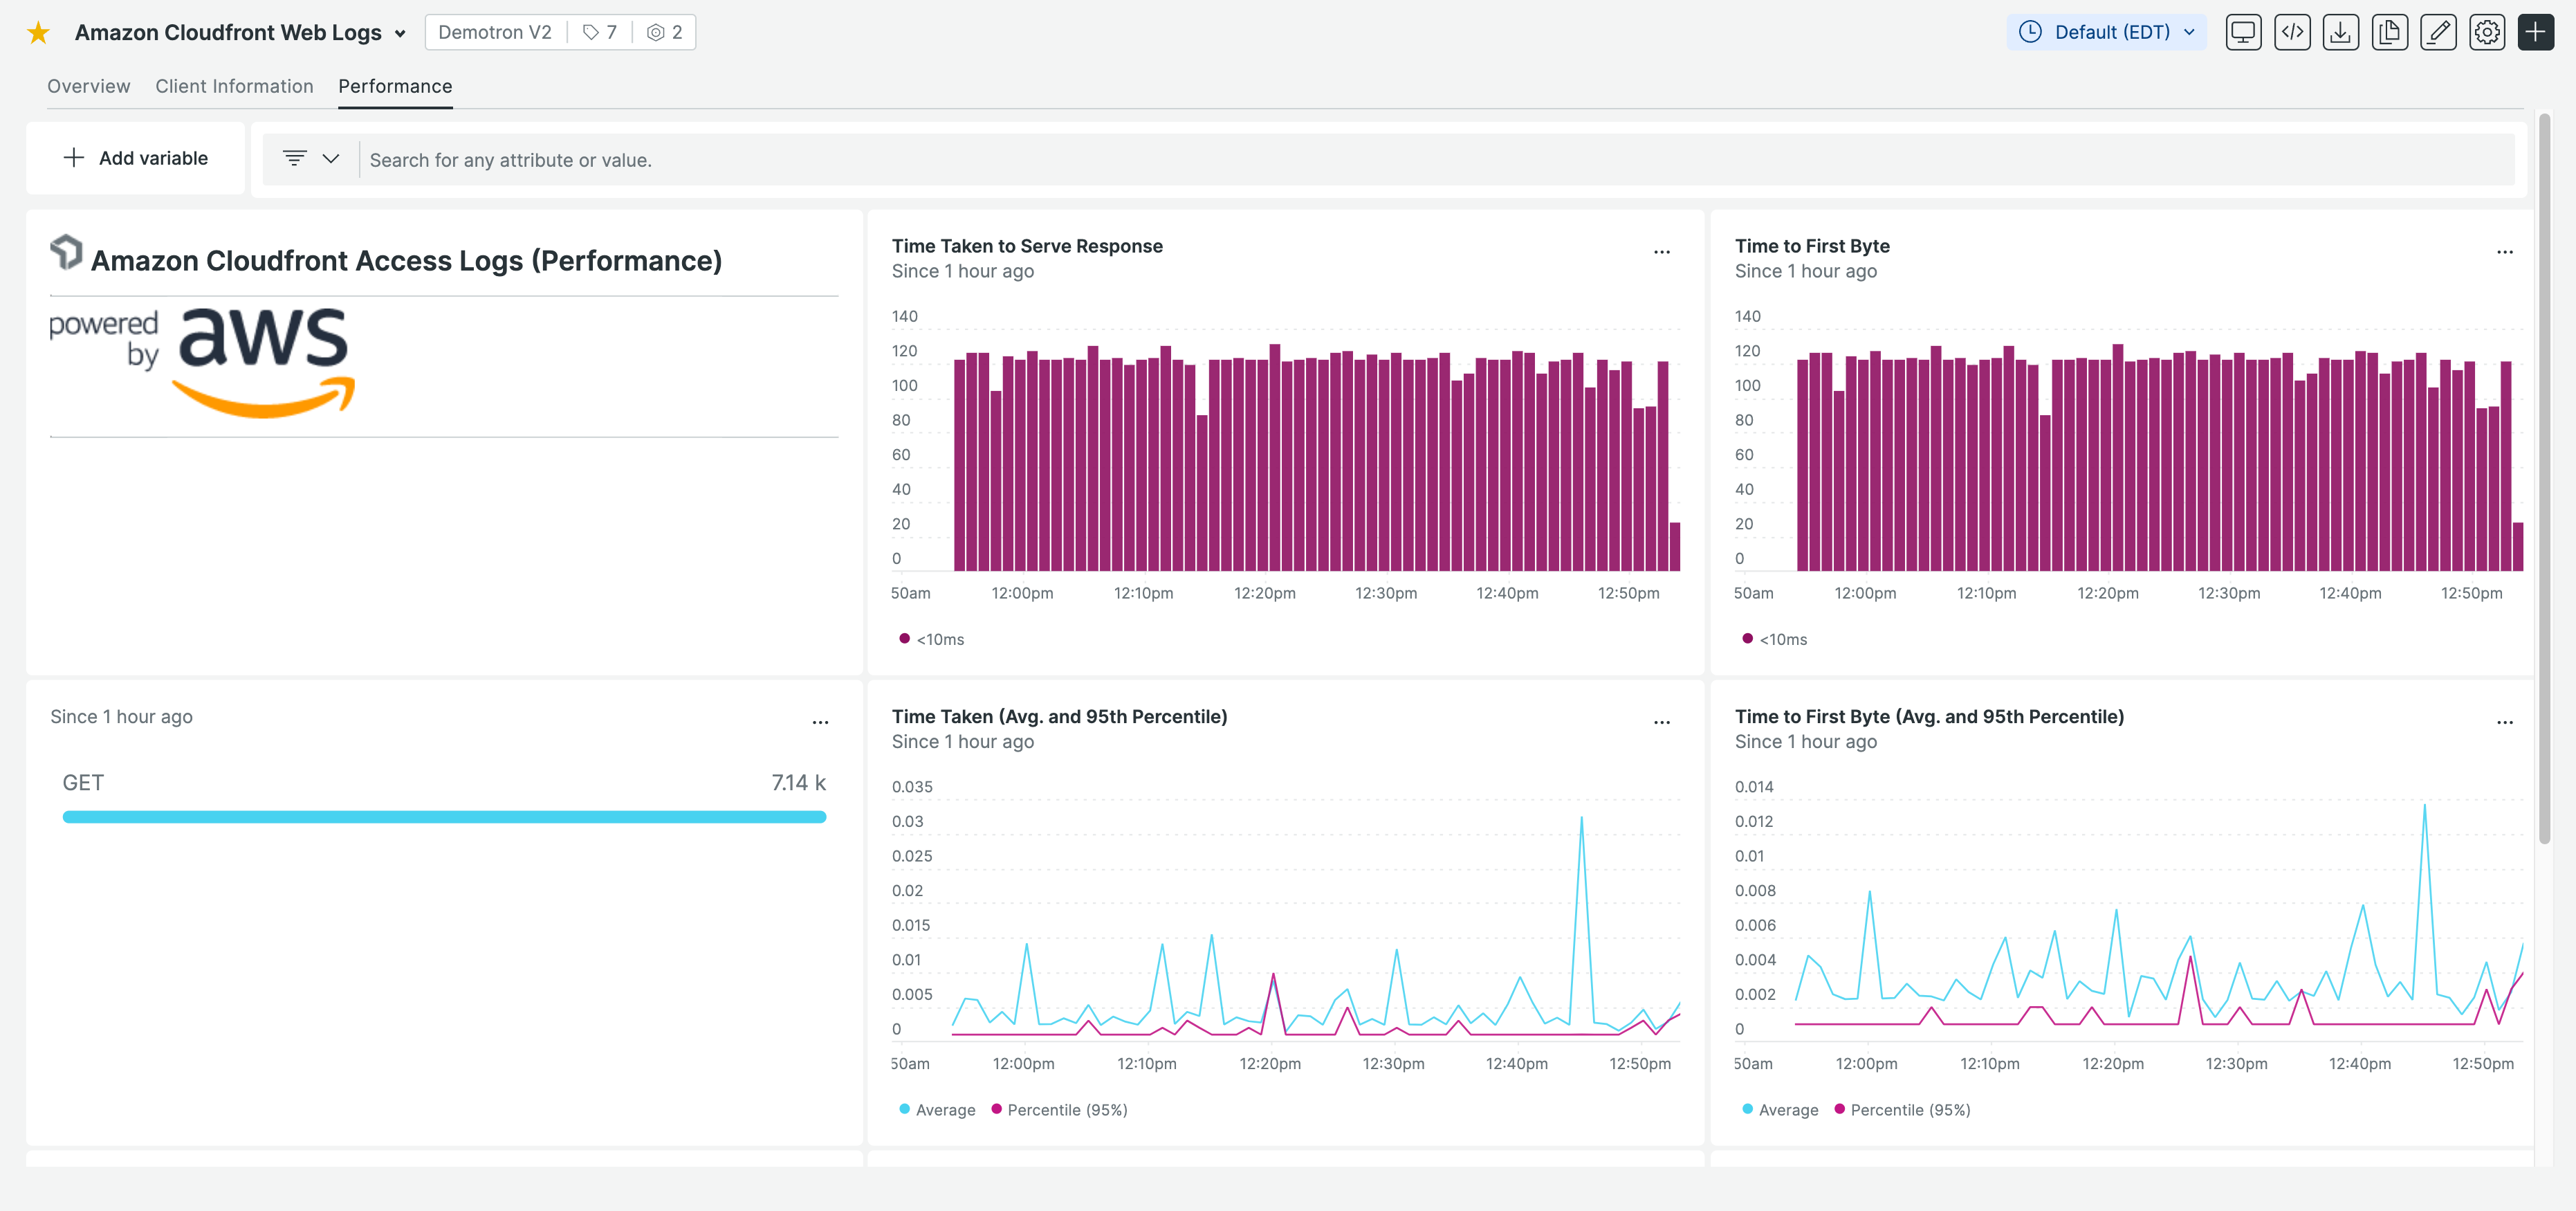 Amazon Cloudfront Web Logs
Demotron V2 7 2
Default (EDT)
Overview Client Information Performance
Add variable
Search for any attribute or value.
Amazon Cloudfront Access Logs (Performance)
powered by aws
Time Taken to Serve Response
Since 1 hour ago
140
120
100
80
60
40
20
0
50am 12:00pm 12:10pm 12:20pm 12:30pm 12:40pm 12:50pm
<10ms
Time to First Byte
Since 1 hour ago
140
120
100
80
60
40
20
0
50am 12:00pm 12:10pm 12:20pm 12:30pm 12:40pm 12:50pm
<10ms
Since 1 hour ago
GET 7.14 k
Time Taken (Avg. and 95th Percentile)
Since 1 hour ago
0.035
0.03
0.025
0.02
0.015
0.01
0.005
0
50am 12:00pm 12:10pm 12:20pm 12:30pm 12:40pm 12:50pm
Average Percentile (95%)
Time to First Byte (Avg. and 95th Percentile)
Since 1 hour ago
0.014
0.012
0.01
0.008
0.006
0.004
0.002
0
50am 12:00pm 12:10pm 12:20pm 12:30pm 12:40pm 12:50pm
Average Percentile (95%)